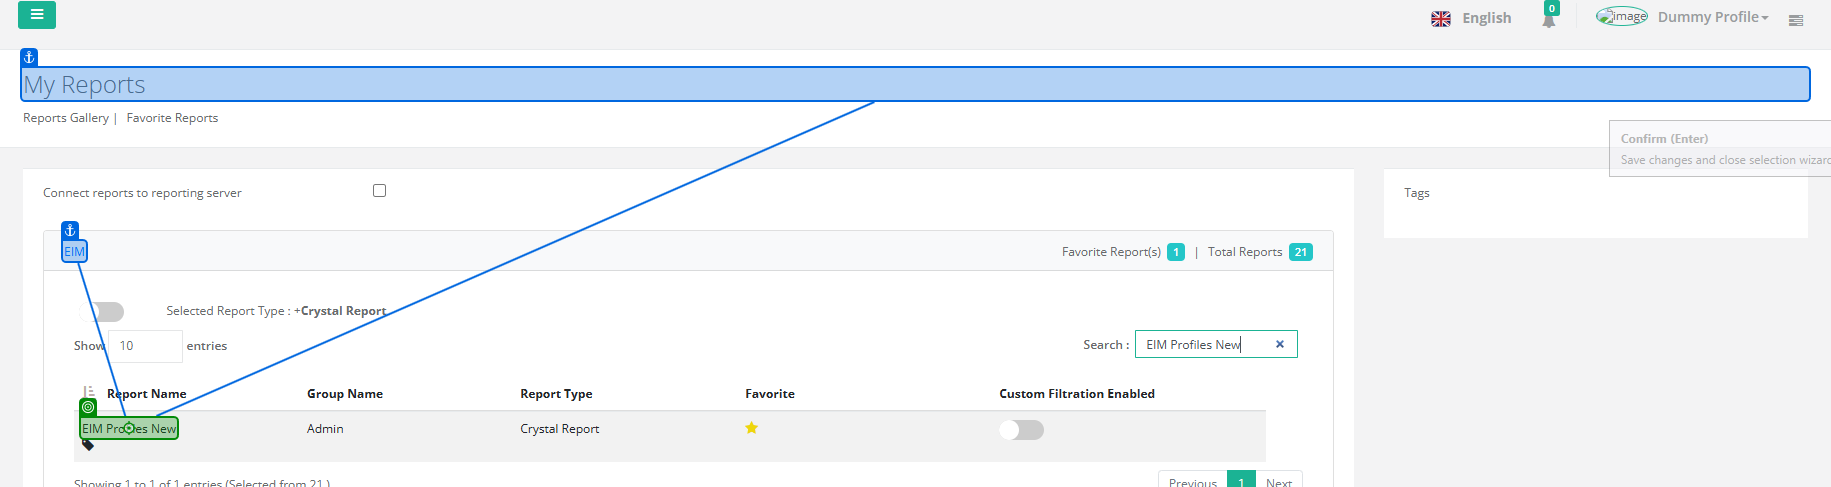 English
0
image
Dummy Profile
My Reports
Reports Gallery | Favorite Reports
Confirm (Enter)
Save changes and close selection wizard
Connect reports to reporting server
Tags
EIM
Favorite Report(s) 1 | Total Reports 21
Selected Report Type : +Crystal Report
Show 10 entries
Search : EIM Profiles New
Report Name Group Name Report Type Favorite Custom Filtration Enabled
EIM Profiles New Admin Crystal Report
Showing 1 to 1 of 1 entries (Selected from 21 )
Previous 1 Next